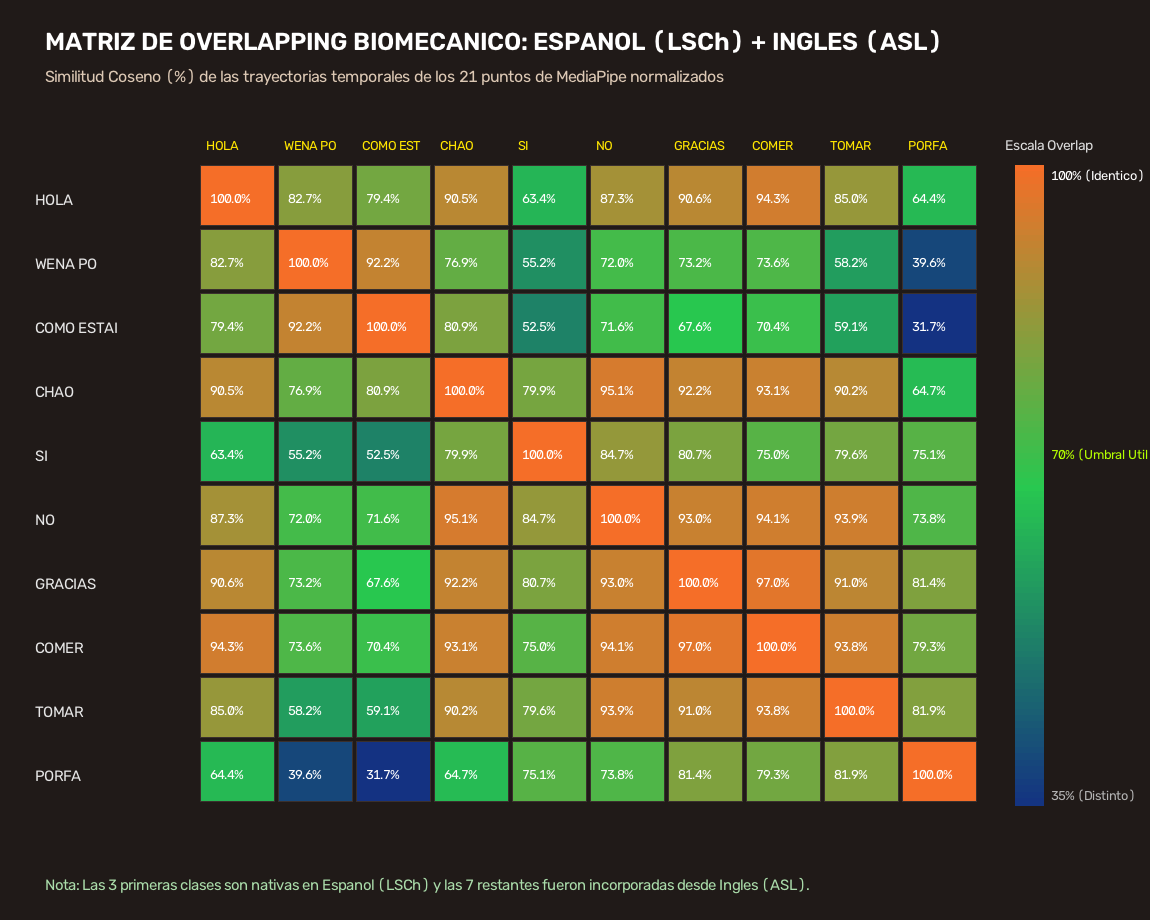 MATRIZ DE OVERLAPPING BIOMECANICO: ESPANOL (LSCh) + INGLES (ASL)
Similitud Coseno (%) de las trayectorias temporales de los 21 puntos de MediaPipe normalizados
HOLA WENA PO COMO EST CHAO SI NO GRACIAS COMER TOMAR PORFA Escala Overlap
100% (Identico)
HOLA 100.0% 82.7% 79.4% 90.5% 63.4% 87.3% 90.6% 94.3% 85.0% 64.4%
WENA PO 82.7% 100.0% 92.2% 76.9% 55.2% 72.0% 73.2% 73.6% 58.2% 39.6%
COMO ESTAI 79.4% 92.2% 100.0% 80.9% 52.5% 71.6% 67.6% 70.4% 59.1% 31.7%
CHAO 90.5% 76.9% 80.9% 100.0% 79.9% 95.1% 92.2% 93.1% 90.2% 64.7%
SI 63.4% 55.2% 52.5% 79.9% 100.0% 84.7% 80.7% 75.0% 79.6% 75.1% 70% (Umbral Util
NO 87.3% 72.0% 71.6% 95.1% 84.7% 100.0% 93.0% 94.1% 93.9% 73.8%
GRACIAS 90.6% 73.2% 67.6% 92.2% 80.7% 93.0% 100.0% 97.0% 91.0% 81.4%
COMER 94.3% 73.6% 70.4% 93.1% 75.0% 94.1% 97.0% 100.0% 93.8% 79.3%
TOMAR 85.0% 58.2% 59.1% 90.2% 79.6% 93.9% 91.0% 93.8% 100.0% 81.9%
PORFA 64.4% 39.6% 31.7% 64.7% 75.1% 73.8% 81.4% 79.3% 81.9% 100.0%
35% (Distinto)
Nota: Las 3 primeras clases son nativas en Espanol (LSCh) y las 7 restantes fueron incorporadas desde Ingles (ASL).